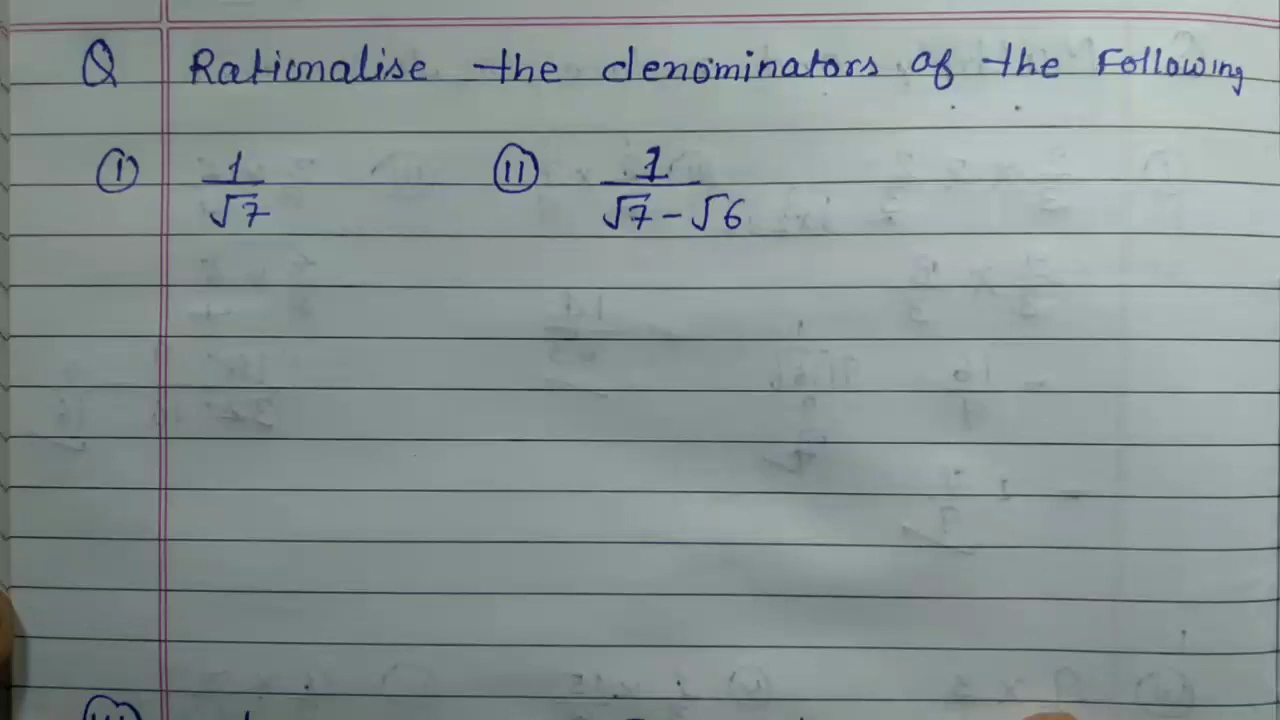 Q Rationalise the denominators of the Following
(I) 1/√7 (II) 1/(√7-√6)